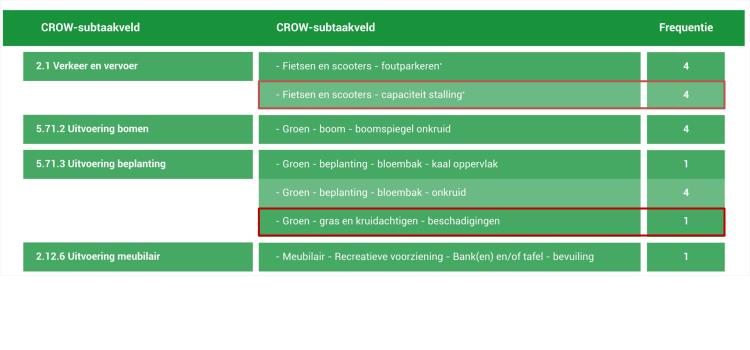 CROW-subtaakveld CROW-subtaakveld Frequentie
2.1 Verkeer en vervoer - Fietsen en scooters - foutparkeren* 4
- Fietsen en scooters - capaciteit stalling* 4
5.71.2 Uitvoering bomen - Groen - boom - boomspiegel onkruid 4
5.71.3 Uitvoering beplanting - Groen - beplanting - bloembak - kaal oppervlak 1
- Groen - beplanting - bloembak - onkruid 4
- Groen - gras en kruidachtigen - beschadigingen 1
2.12.6 Uitvoering meubilair - Meubilair - Recreatieve voorziening - Bank(en) en/of tafel - bevuiling 1